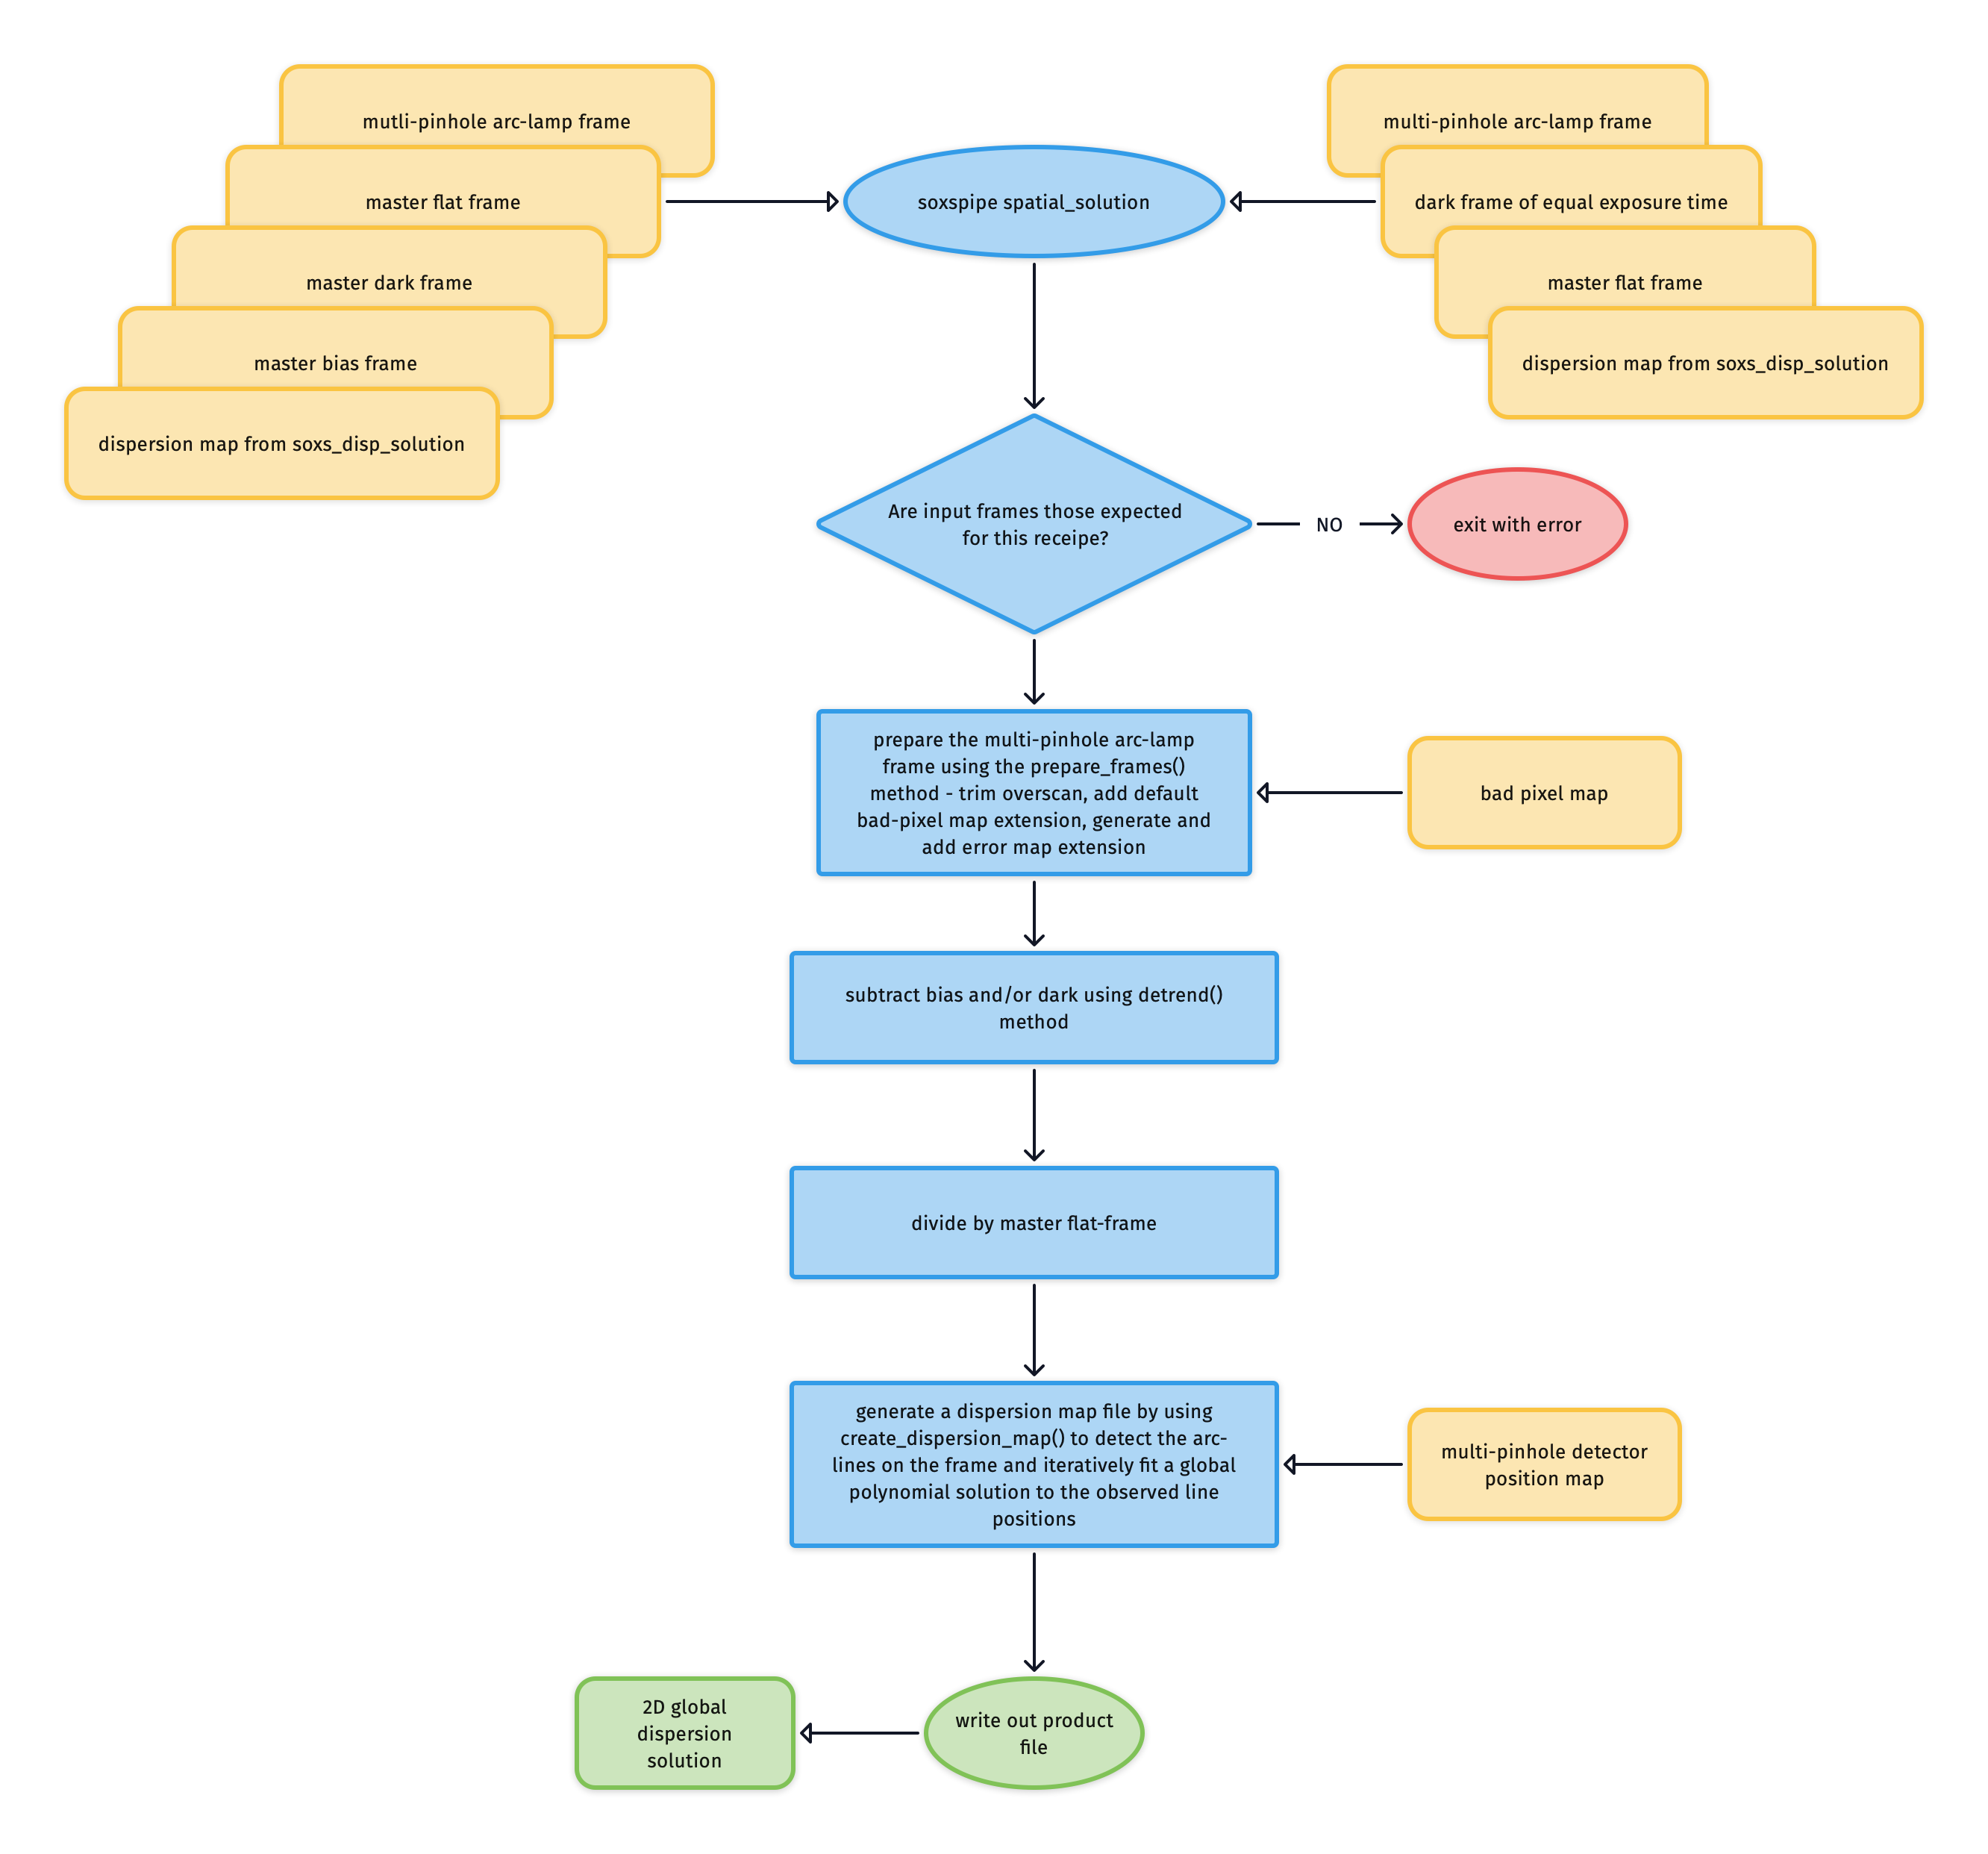 mutli-pinhole arc-lamp frame
master flat frame
master dark frame
master bias frame
dispersion map from soxs_disp_solution
soxspipe spatial_solution
multi-pinhole arc-lamp frame
dark frame of equal exposure time
master flat frame
dispersion map from soxs_disp_solution
Are input frames those expected
for this receipe?
NO
exit with error
prepare the multi-pinhole arc-lamp
frame using the prepare_frames()
method - trim overscan, add default
bad-pixel map extension, generate and
add error map extension
bad pixel map
subtract bias and/or dark using detrend()
method
divide by master flat-frame
generate a dispersion map file by using
create_dispersion_map() to detect the arc-
lines on the frame and iteratively fit a global
polynomial solution to the observed line
positions
multi-pinhole detector
position map
2D global
dispersion
solution
write out product
file